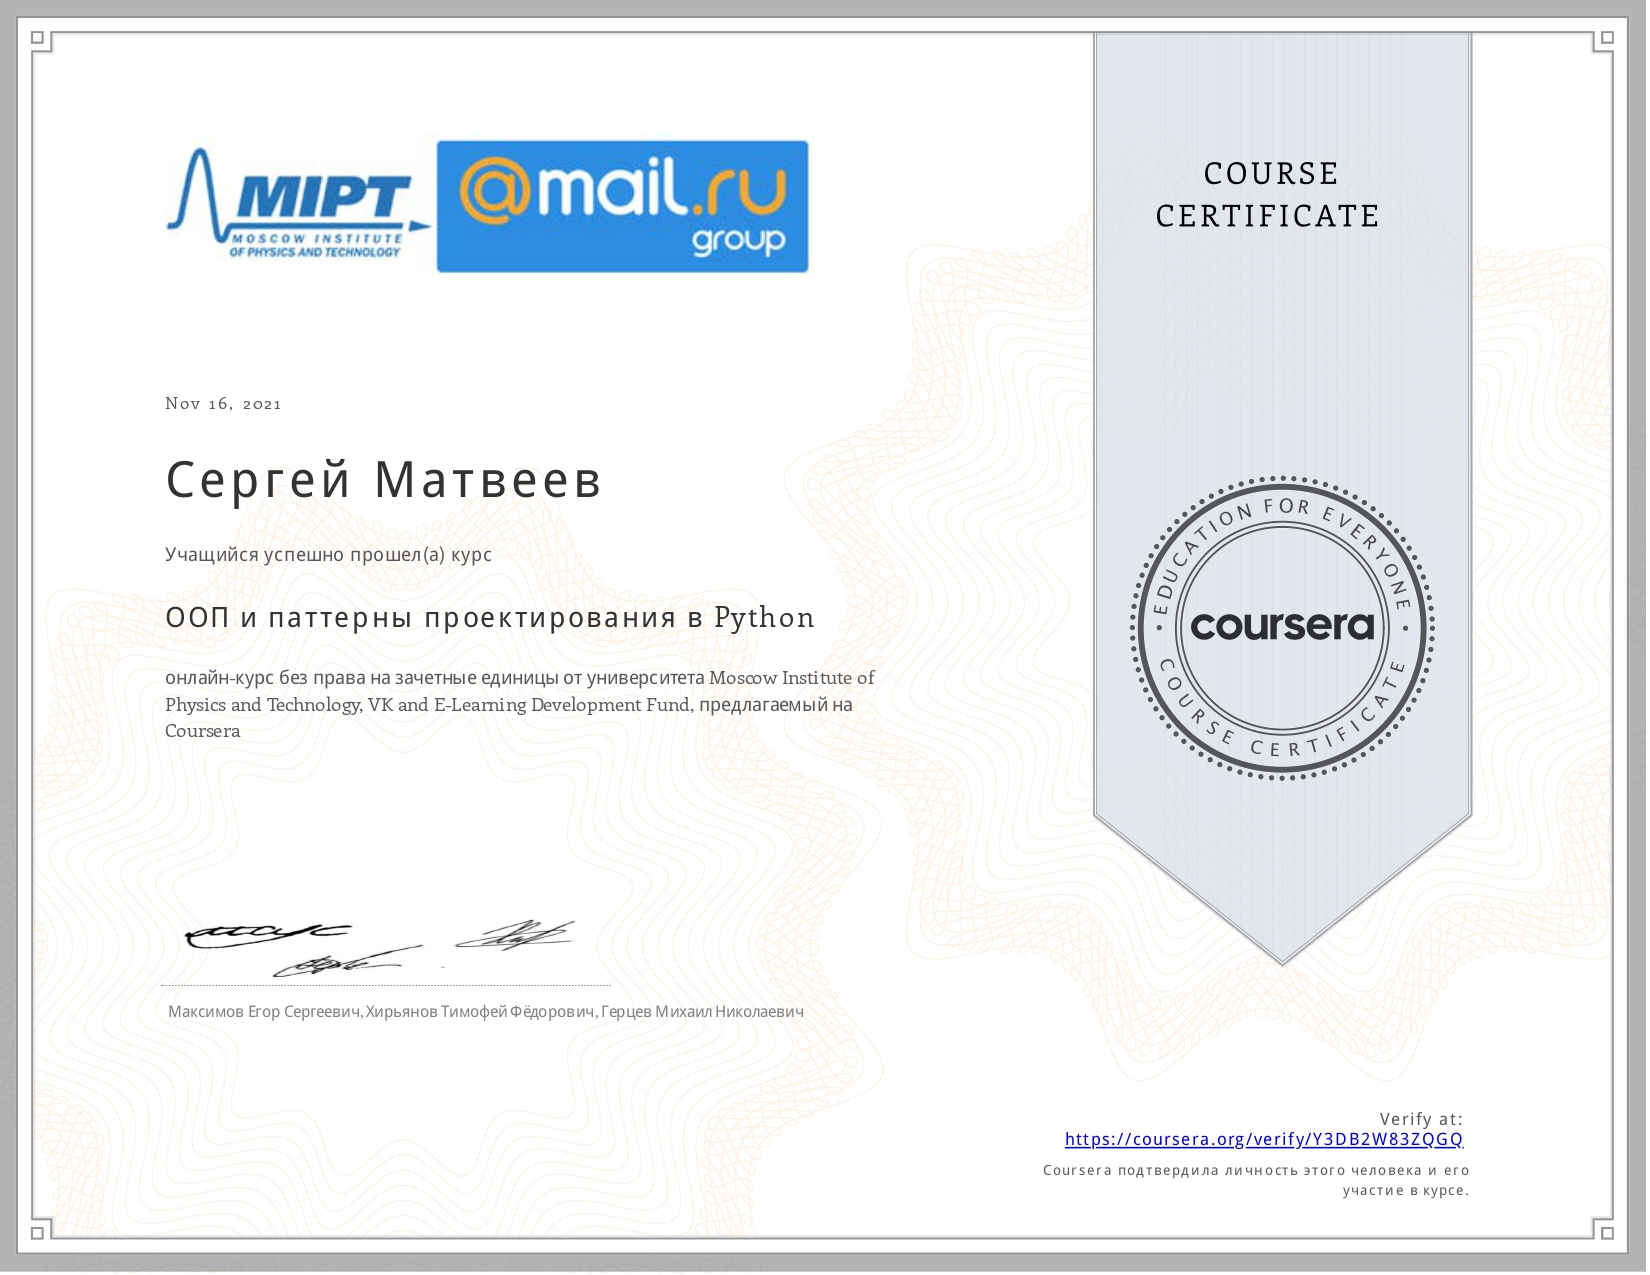 MIPT
MOSCOW INSTITUTE
OF PHYSICS AND TECHNOLOGY
@mail.ru
group
COURSE
CERTIFICATE
Nov 16, 2021
Сергей Матвеев
Учащийся успешно прошел(а) курс
ООП и паттерны проектирования в Python
онлайн-курс без права на зачетные единицы от университета Moscow Institute of
Physics and Technology, VK and E-Learning Development Fund, предлагаемый на
Coursera
EDUCATION FOR EVERYONE
coursera
COURSE CERTIFICATE
Максимов Егор Сергеевич, Хирьянов Тимофей Фёдорович, Герцев Михаил Николаевич
Verify at:
https://coursera.org/verify/Y3DB2W83ZQGQ
Coursera подтвердила личность этого человека и его
участие в курсе.